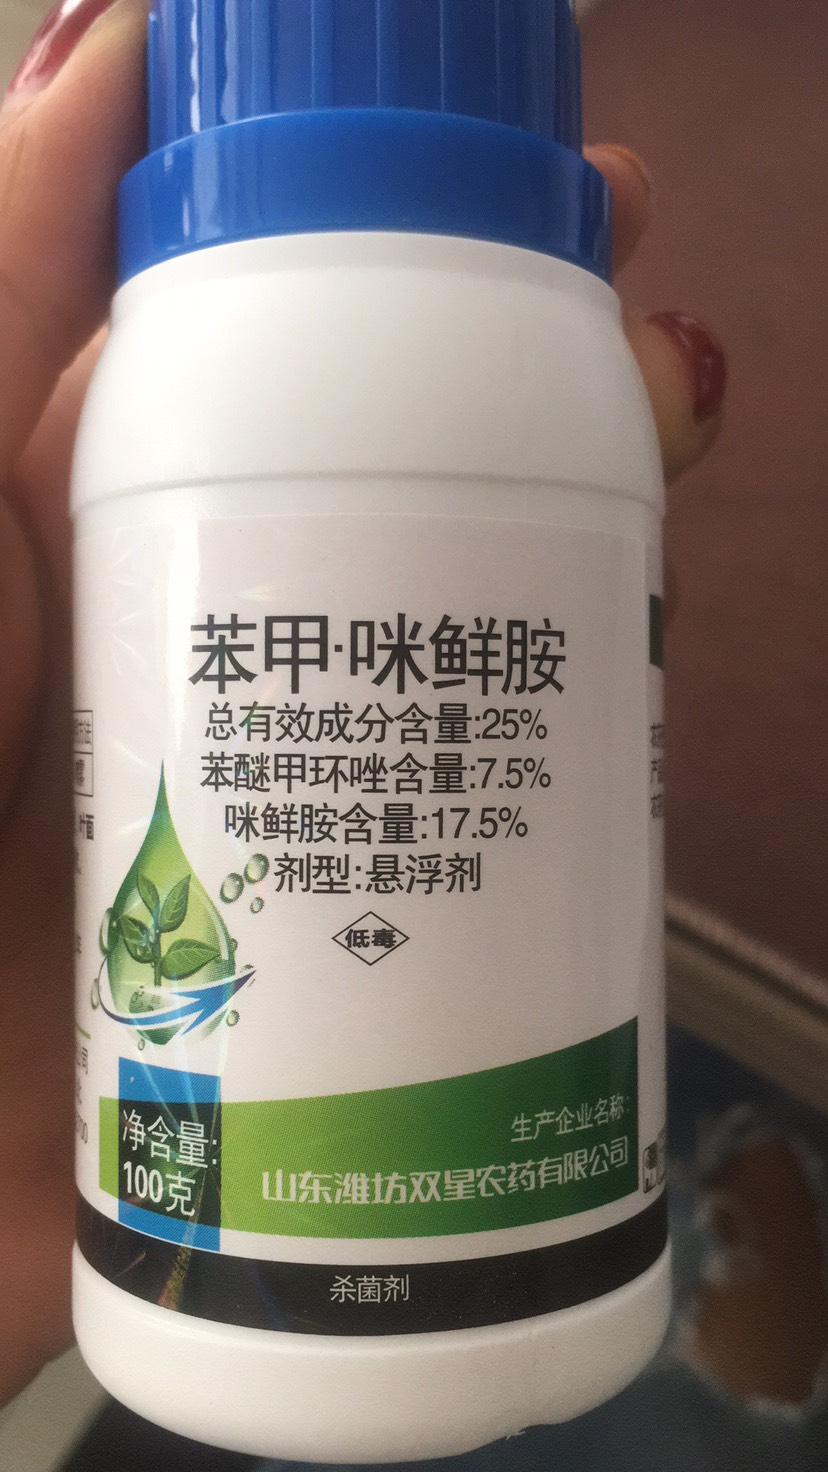 苯甲·咪鲜胺
总有效成分含量:25%
苯醚甲环唑含量:7.5%
咪鲜胺含量:17.5%
剂型:悬浮剂
低毒
净含量:
100克
生产企业名称:
山东潍坊双星农药有限公司
杀菌剂